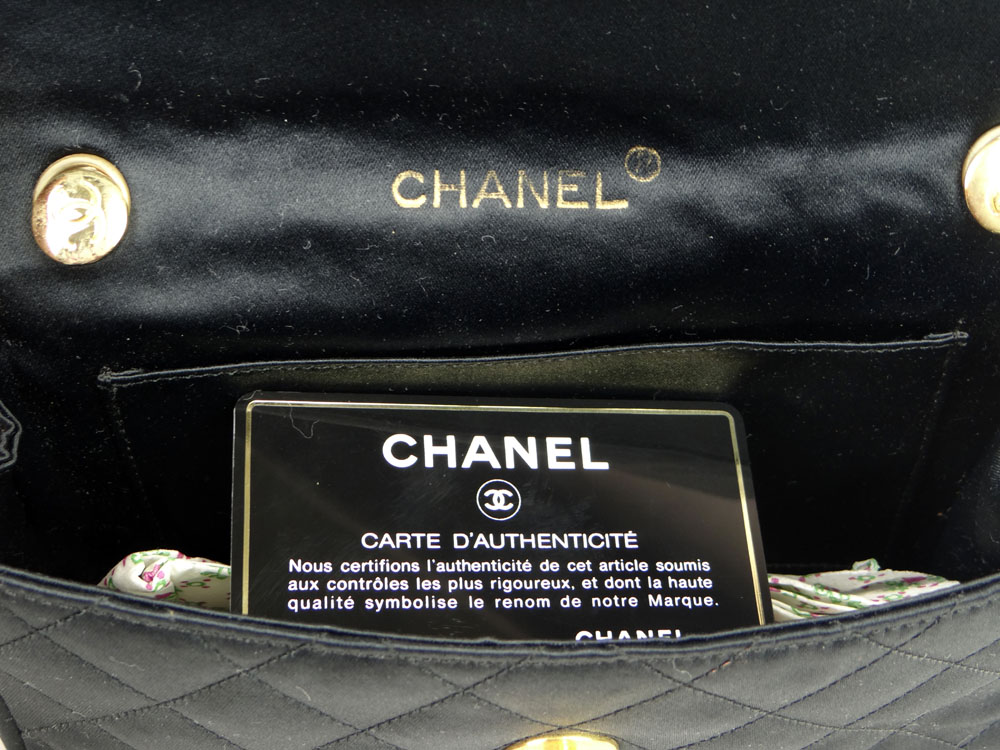 CHANEL ®
CHANEL
CARTE D'AUTHENTICITÉ
Nous certifions l'authenticité de cet article soumis
aux contrôles les plus rigoureux, et dont la haute
qualité symbolise le renom de notre Marque.
CHANEL